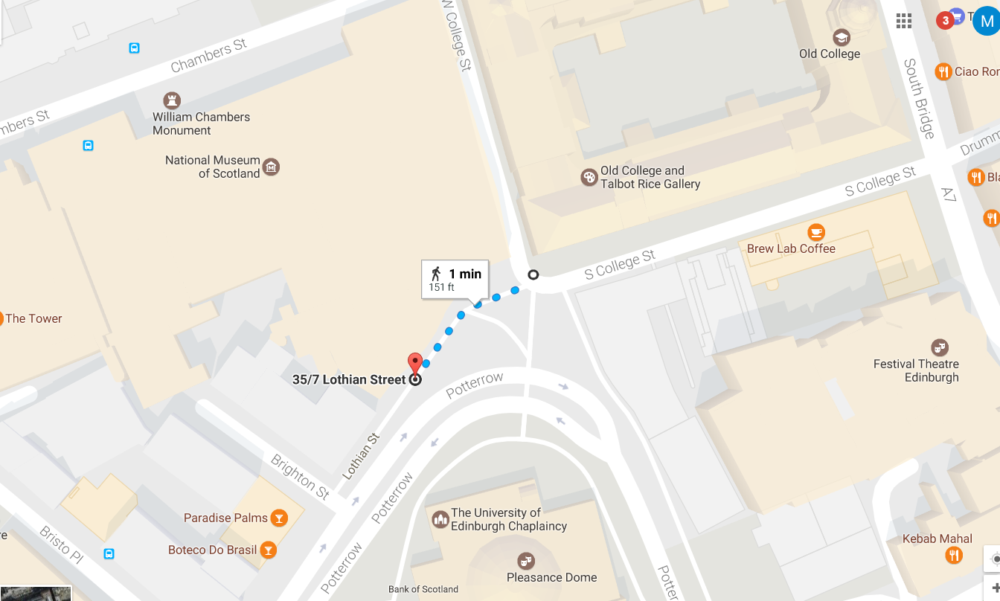 W College St
3
T
M
Chambers St
Old College
South Bridge
Ciao Ror
William Chambers
Monument
mbers St
Drumm
National Museum
of Scotland
Old College and
Talbot Rice Gallery
S College St
Bla
A7
Brew Lab Coffee
S College St
1 min
151 ft
The Tower
Festival Theatre
Edinburgh
35/7 Lothian Street
Potterrow
Lothian St
Brighton St
Potterrow
Paradise Palms
The University of
Edinburgh Chaplaincy
re
Bristo Pl
Boteco Do Brasil
Kebab Mahal
Potterrow
Pleasance Dome
Potter
Bank of Scotland